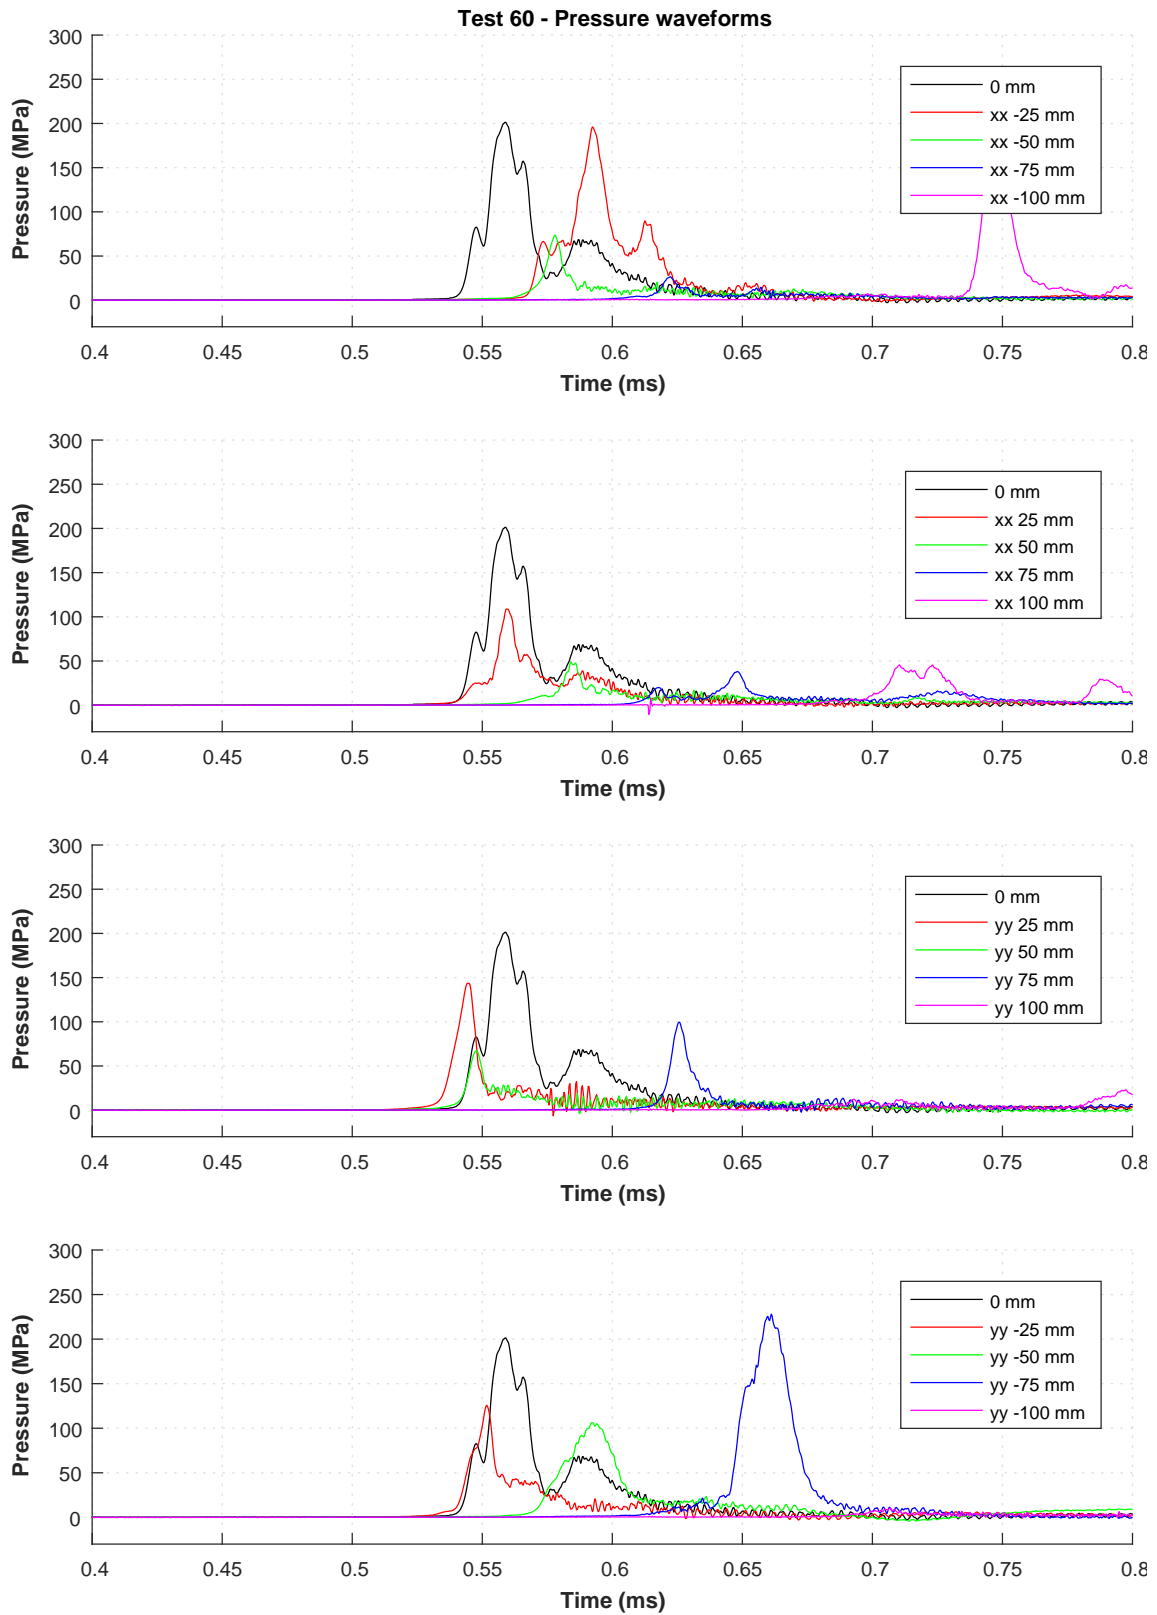 Test 60 - Pressure waveforms
300
250
200
150
100
50
0
Pressure (MPa)
0 mm
xx -25 mm
xx -50 mm
xx -75 mm
xx -100 mm
0.4 0.45 0.5 0.55 0.6 0.65 0.7 0.75 0.8
Time (ms)
300
250
200
150
100
50
0
Pressure (MPa)
0 mm
xx 25 mm
xx 50 mm
xx 75 mm
xx 100 mm
0.4 0.45 0.5 0.55 0.6 0.65 0.7 0.75 0.8
Time (ms)
300
250
200
150
100
50
0
Pressure (MPa)
0 mm
yy 25 mm
yy 50 mm
yy 75 mm
yy 100 mm
0.4 0.45 0.5 0.55 0.6 0.65 0.7 0.75 0.8
Time (ms)
300
250
200
150
100
50
0
Pressure (MPa)
0 mm
yy -25 mm
yy -50 mm
yy -75 mm
yy -100 mm
0.4 0.45 0.5 0.55 0.6 0.65 0.7 0.75 0.8
Time (ms)